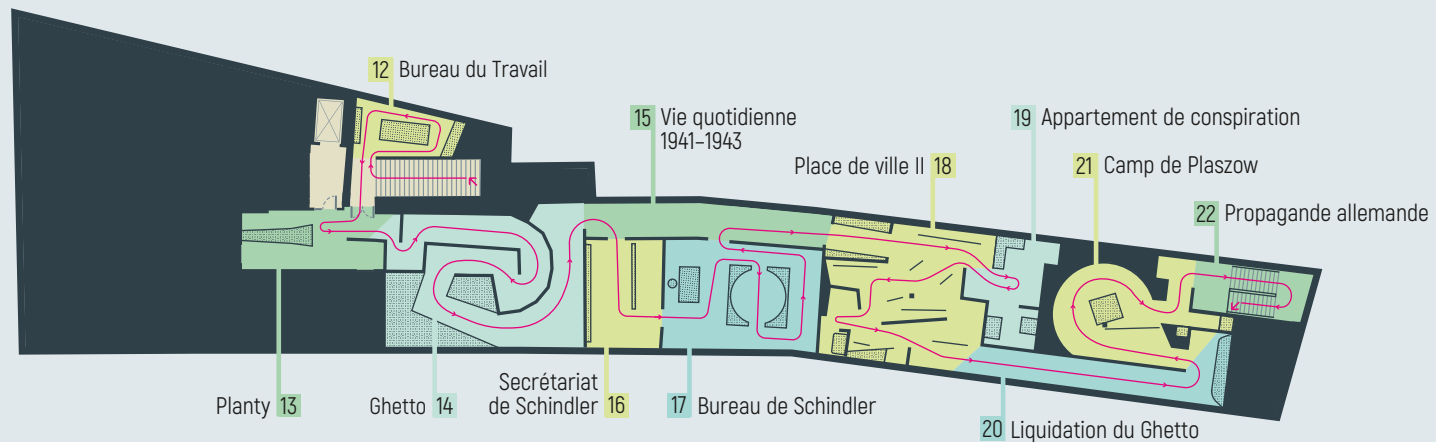 12 Bureau du Travail
15 Vie quotidienne
1941–1943
19 Appartement de conspiration
Place de ville II 18
21 Camp de Plaszow
22 Propagande allemande
Planty 13
Ghetto 14
Secrétariat
de Schindler 16
17 Bureau de Schindler
20 Liquidation du Ghetto